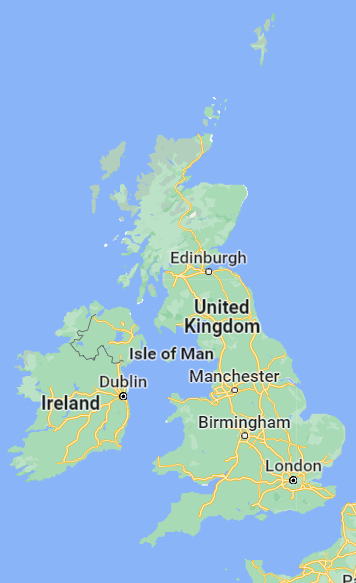 Edinburgh
United
Kingdom
Isle of Man
Dublin
Manchester
Ireland
Birmingham
London